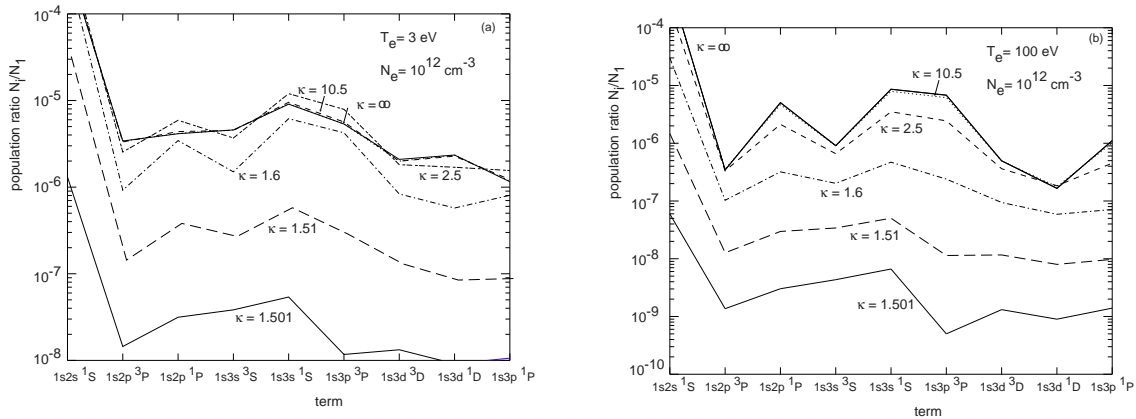 (a)
T_e = 3 eV
N_e = 10^12 cm^-3
κ = 10.5
κ = ∞
κ = 2.5
κ = 1.6
κ = 1.51
κ = 1.501
population ratio N_i/N_1
10^-4
10^-5
10^-6
10^-7
10^-8
1s2s ^1S 1s2p ^3P 1s2p ^1P 1s3s ^3S 1s3s ^1S 1s3p ^3P 1s3d ^3D 1s3d ^1D 1s3p ^1P
term
(b)
κ = ∞
T_e = 100 eV
N_e = 10^12 cm^-3
κ = 10.5
κ = 2.5
κ = 1.6
κ = 1.51
κ = 1.501
population ratio N_i/N_1
10^-4
10^-5
10^-6
10^-7
10^-8
10^-9
10^-10
1s2s ^1S 1s2p ^3P 1s2p ^1P 1s3s ^3S 1s3s ^1S 1s3p ^3P 1s3d ^3D 1s3d ^1D 1s3p ^1P
term